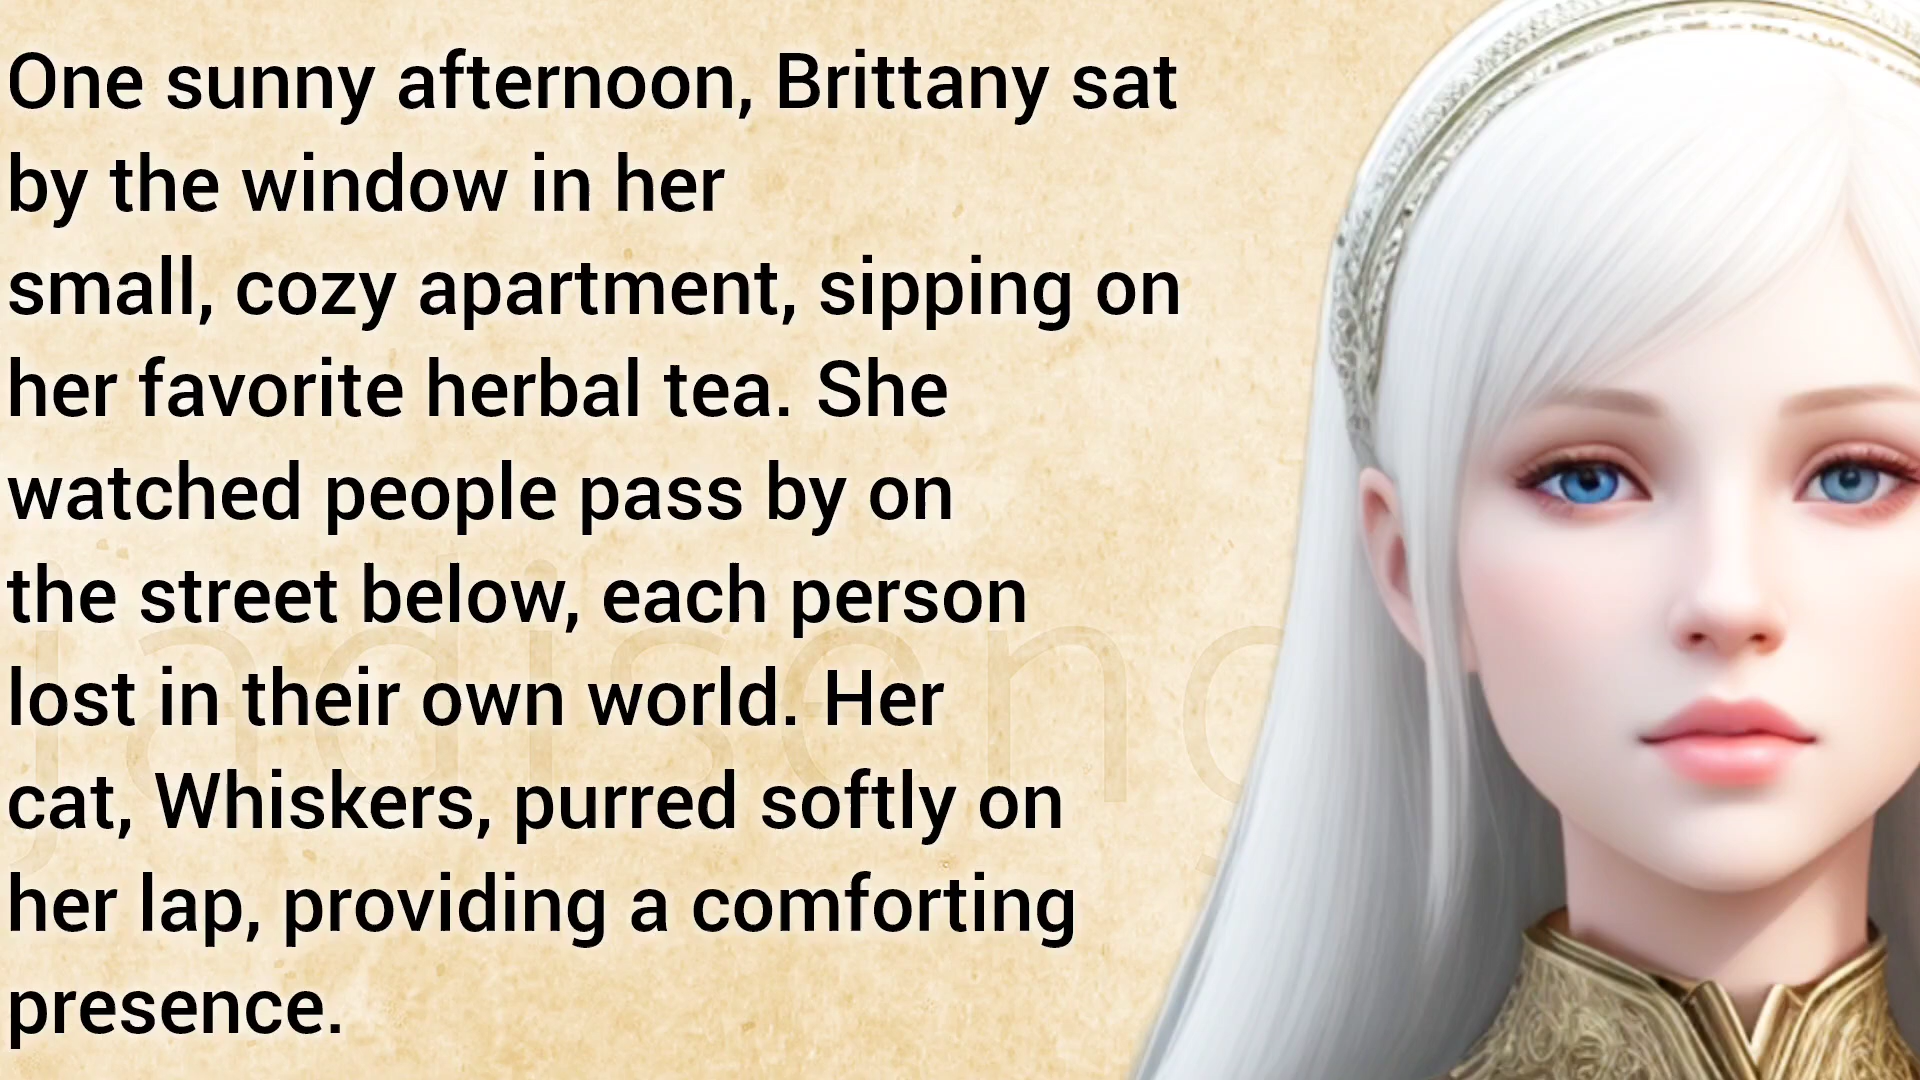 One sunny afternoon, Brittany sat
by the window in her
small, cozy apartment, sipping on
her favorite herbal tea. She
watched people pass by on
the street below, each person
lost in their own world. Her
cat, Whiskers, purred softly on
her lap, providing a comforting
presence.